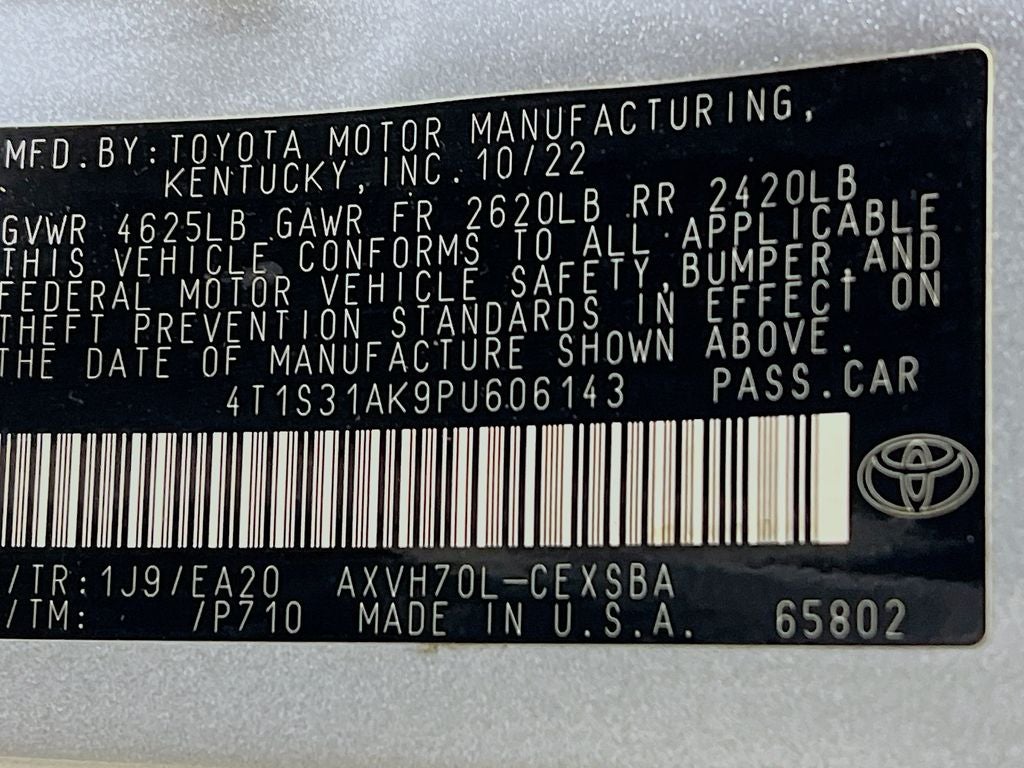 MFD.BY:TOYOTA MOTOR MANUFACTURING,
KENTUCKY, INC. 10/22
GVWR 4625LB GAWR FR 2620LB RR 2420LB
THIS VEHICLE CONFORMS TO ALL APPLICABLE
FEDERAL MOTOR VEHICLE SAFETY,BUMPER,AND
THEFT PREVENTION STANDARDS IN EFFECT ON
THE DATE OF MANUFACTURE SHOWN ABOVE.
4T1S31AK9PU606143 PASS.CAR
/TR:1J9/EA20 AXVH70L-CEXSBA
/TM: /P710 MADE IN U.S.A. 65802